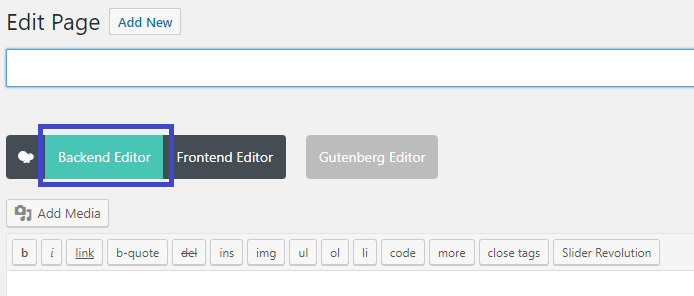 Edit Page Add New
Backend Editor Frontend Editor Gutenberg Editor
Add Media
b i link b-quote del ins img ul ol li code more close tags Slider Revolution